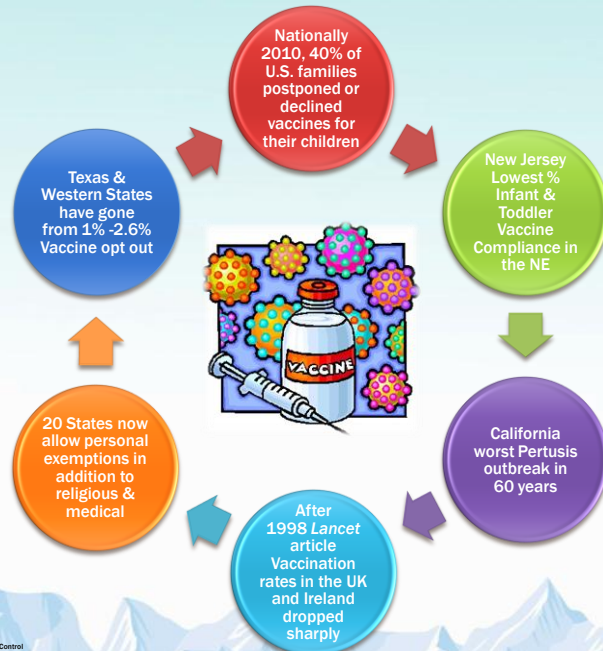 Nationally
2010, 40% of
U.S. families
postponed or
declined
vaccines for
their children
New Jersey
Lowest %
Infant &
Toddler
Vaccine
Compliance in
the NE
California
worst Pertusis
outbreak in
60 years
After
1998 Lancet
article
Vaccination
rates in the UK
and Ireland
dropped
sharply
20 States now
allow personal
exemptions in
addition to
religious &
medical
Texas &
Western States
have gone
from 1% -2.6%
Vaccine opt out
VACCINE
Control